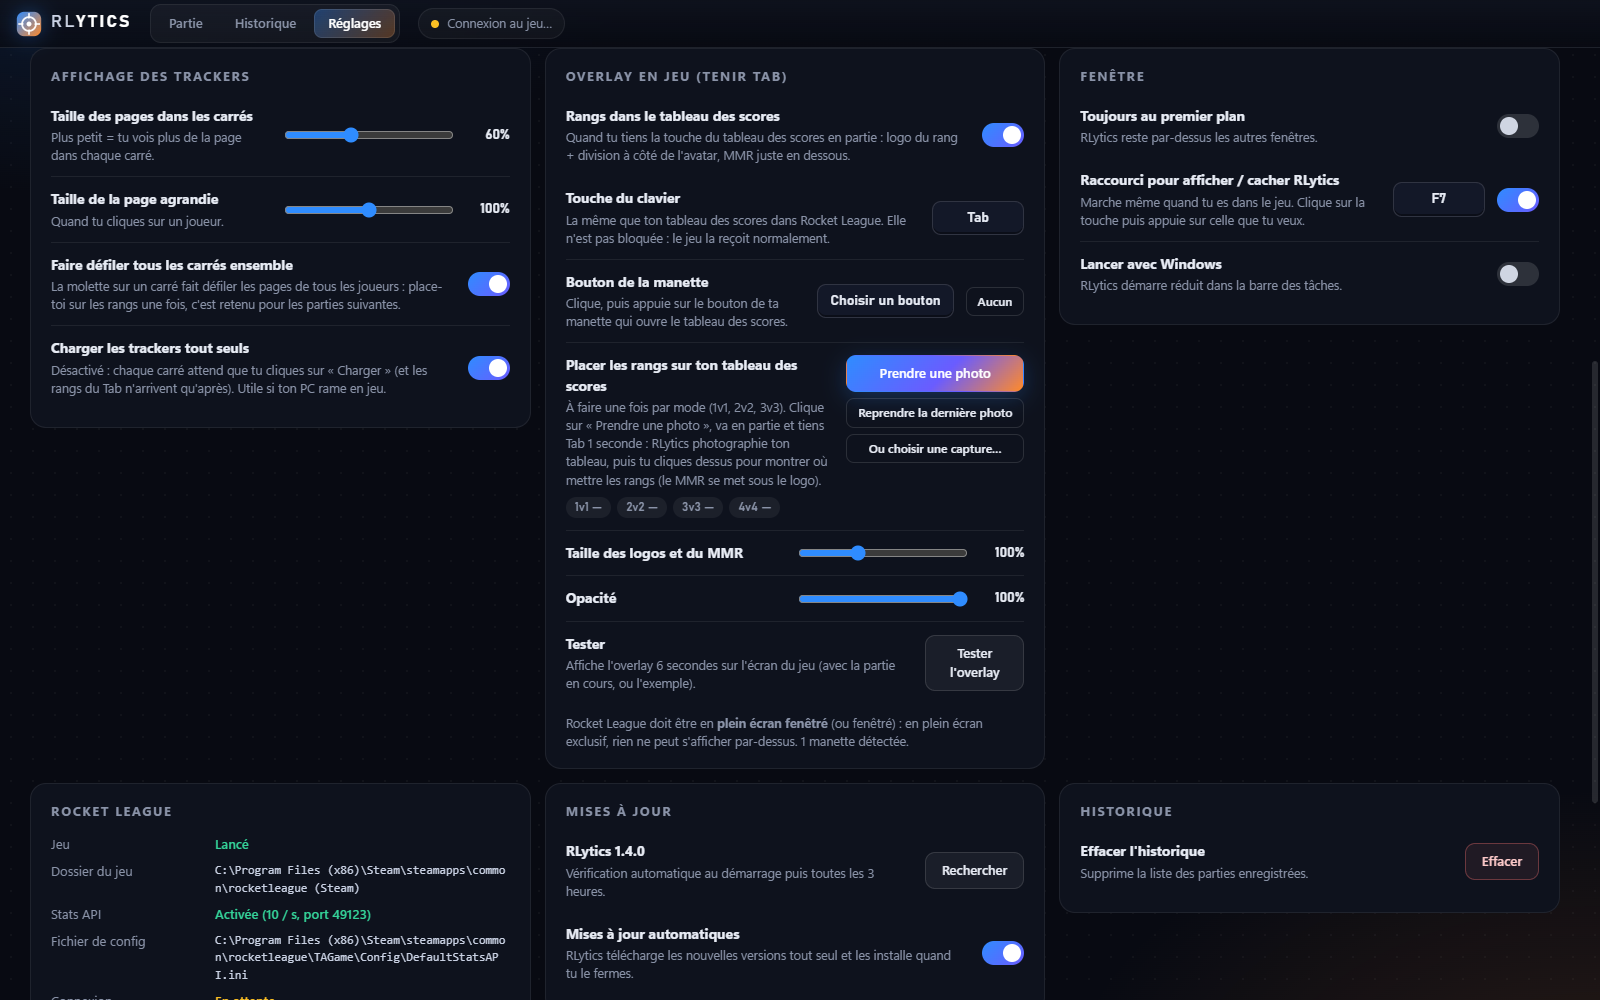 RLYTICS
Partie
Historique
Réglages
Connexion au jeu...
AFFICHAGE DES TRACKERS
Taille des pages dans les carrés
Plus petit = tu vois plus de la page
dans chaque carré.
60%
Taille de la page agrandie
Quand tu cliques sur un joueur.
100%
Faire défiler tous les carrés ensemble
La molette sur un carré fait défiler les pages de tous les joueurs : place-
toi sur les rangs une fois, c'est retenu pour les parties suivantes.
Charger les trackers tout seuls
Désactivé : chaque carré attend que tu cliques sur « Charger » (et les
rangs du Tab n'arrivent qu'après). Utile si ton PC rame en jeu.
OVERLAY EN JEU (TENIR TAB)
Rangs dans le tableau des scores
Quand tu tiens la touche du tableau des scores en partie : logo du rang
+ division à côté de l'avatar, MMR juste en dessous.
Touche du clavier
La même que ton tableau des scores dans Rocket League. Elle
n'est pas bloquée : le jeu la reçoit normalement.
Tab
Bouton de la manette
Clique, puis appuie sur le bouton de ta
manette qui ouvre le tableau des scores.
Choisir un bouton
Aucun
Placer les rangs sur ton tableau des
scores
À faire une fois par mode (1v1, 2v2, 3v3). Clique
sur « Prendre une photo », va en partie et tiens
Tab 1 seconde : RLytics photographie ton
tableau, puis tu cliques dessus pour montrer où
mettre les rangs (le MMR se met sous le logo).
Prendre une photo
Reprendre la dernière photo
Ou choisir une capture...
1v1 —
2v2 —
3v3 —
4v4 —
Taille des logos et du MMR
100%
Opacité
100%
Tester
Affiche l'overlay 6 secondes sur l'écran du jeu (avec la partie
en cours, ou l'exemple).
Tester
l'overlay
Rocket League doit être en plein écran fenêtré (ou fenêtré) : en plein écran
exclusif, rien ne peut s'afficher par-dessus. 1 manette détectée.
FENÊTRE
Toujours au premier plan
RLytics reste par-dessus les autres fenêtres.
Raccourci pour afficher / cacher RLytics
Marche même quand tu es dans le jeu. Clique sur la
touche puis appuie sur celle que tu veux.
F7
Lancer avec Windows
RLytics démarre réduit dans la barre des tâches.
ROCKET LEAGUE
Jeu
Lancé
Dossier du jeu
C:\Program Files (x86)\Steam\steamapps\commo
n\rocketleague (Steam)
Stats API
Activée (10 / s, port 49123)
Fichier de config
C:\Program Files (x86)\Steam\steamapps\commo
n\rocketleague\TAGame\Config\DefaultStatsAP
I.ini
Connexion
En attente
MISES À JOUR
RLytics 1.4.0
Vérification automatique au démarrage puis toutes les 3
heures.
Rechercher
Mises à jour automatiques
RLytics télécharge les nouvelles versions tout seul et les installe quand
tu le fermes.
HISTORIQUE
Effacer l'historique
Supprime la liste des parties enregistrées.
Effacer